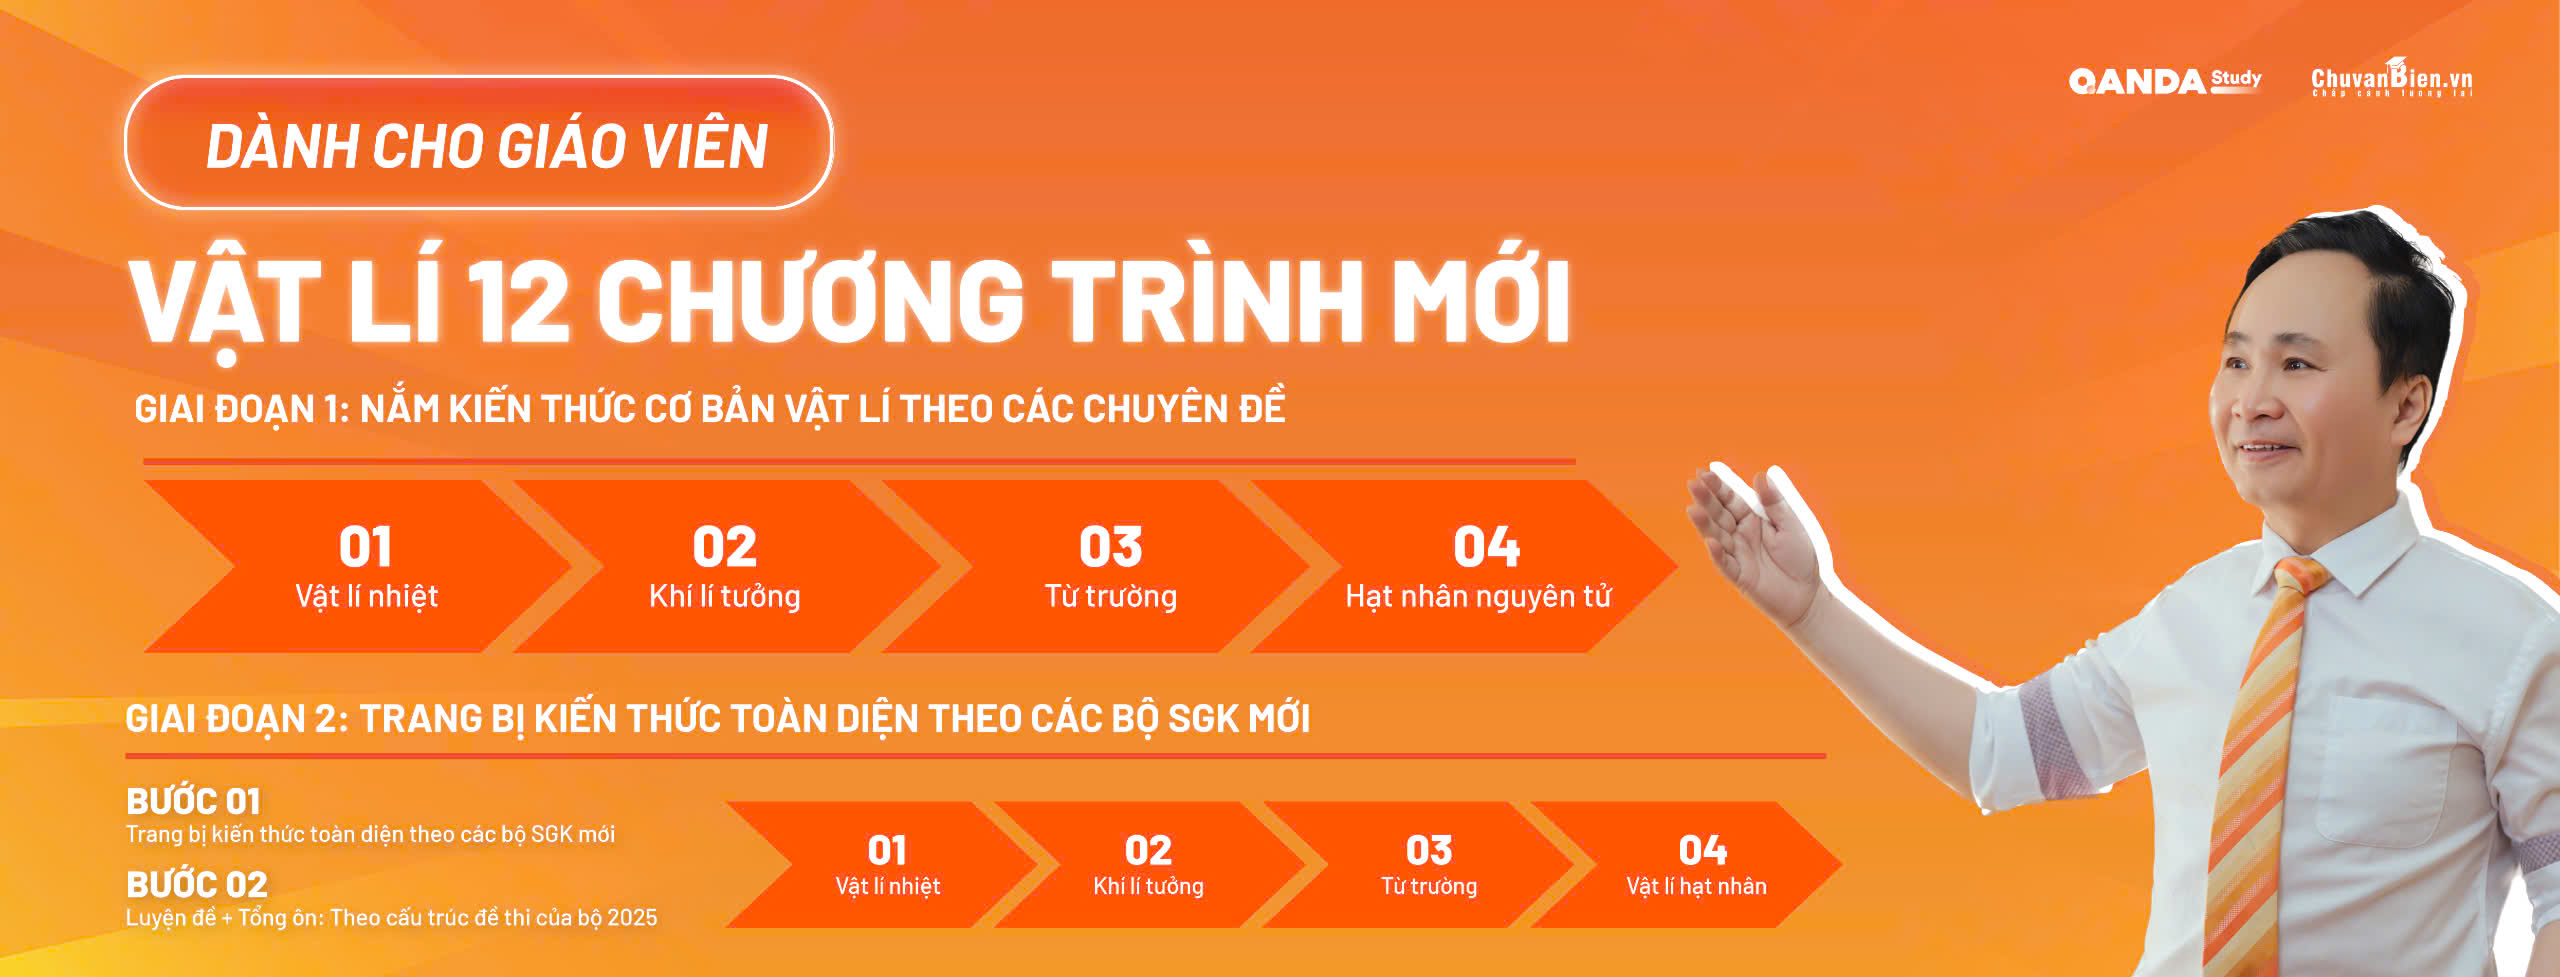 DÀNH CHO GIÁO VIÊN
QANDA Study
ChuvanBien.vn
Chắp cánh tương lai
VẬT LÍ 12 CHƯƠNG TRÌNH MỚI
GIAI ĐOẠN 1: NẮM KIẾN THỨC CƠ BẢN VẬT LÍ THEO CÁC CHUYÊN ĐỀ
01
Vật lí nhiệt
02
Khí lí tưởng
03
Từ trường
04
Hạt nhân nguyên tử
GIAI ĐOẠN 2: TRANG BỊ KIẾN THỨC TOÀN DIỆN THEO CÁC BỘ SGK MỚI
BƯỚC 01
Trang bị kiến thức toàn diện theo các bộ SGK mới
BƯỚC 02
Luyện đề + Tổng ôn: Theo cấu trúc đề thi của bộ 2025
01
Vật lí nhiệt
02
Khí lí tưởng
03
Từ trường
04
Vật lí hạt nhân